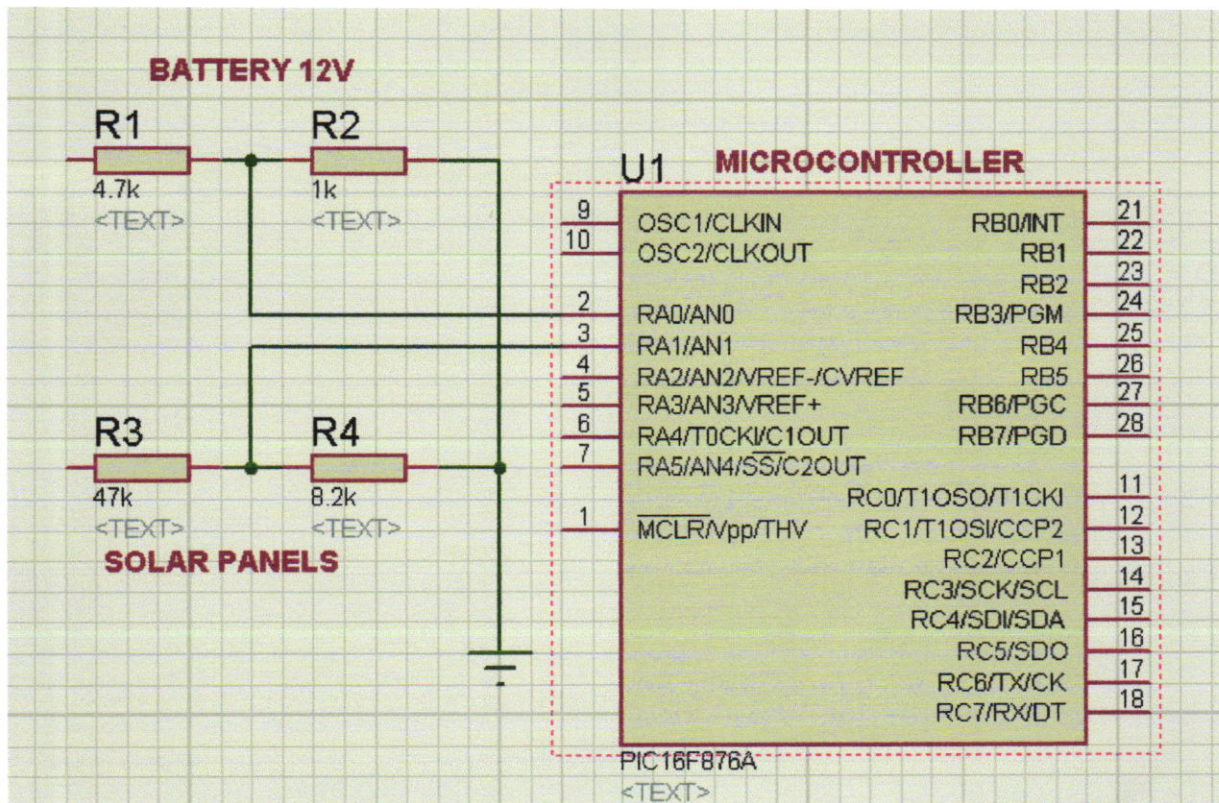 BATTERY 12V
R1
4.7k
<TEXT>
R2
1k
<TEXT>
R3
47k
<TEXT>
R4
8.2k
<TEXT>
SOLAR PANELS
U1
MICROCONTROLLER
9 OSC1/CLKIN
10 OSC2/CLKOUT
2 RA0/AN0
3 RA1/AN1
4 RA2/AN2/VREF-/CVREF
5 RA3/AN3/VREF+
6 RA4/T0CKI/C1OUT
7 RA5/AN4/SS/C2OUT
1 MCLR/Vpp/THV
RB0/INT 21
RB1 22
RB2 23
RB3/PGM 24
RB4 25
RB5 26
RB6/PGC 27
RB7/PGD 28
RC0/T1OSO/T1CKI 11
RC1/T1OSI/CCP2 12
RC2/CCP1 13
RC3/SCK/SCL 14
RC4/SDI/SDA 15
RC5/SDO 16
RC6/TX/CK 17
RC7/RX/DT 18
PIC16F876A
<TEXT>